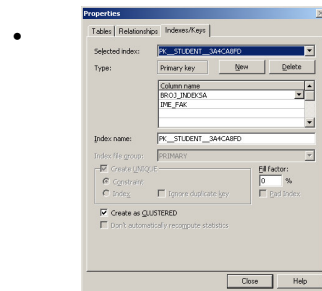 Properties
Tables Relationships Indexes/Keys
Selected index: PK__STUDENT__3A4CA8FD
Type: Primary key New Delete
Column name
BROJ_INDEKSA
IME_FAK
Index name: PK__STUDENT__3A4CA8FD
Index file group: PRIMARY
Create UNIQUE
Constraint
Index Ignore duplicate key
Fill factor:
0 %
Pad Index
Create as CLUSTERED
Don't automatically recompute statistics
Close Help